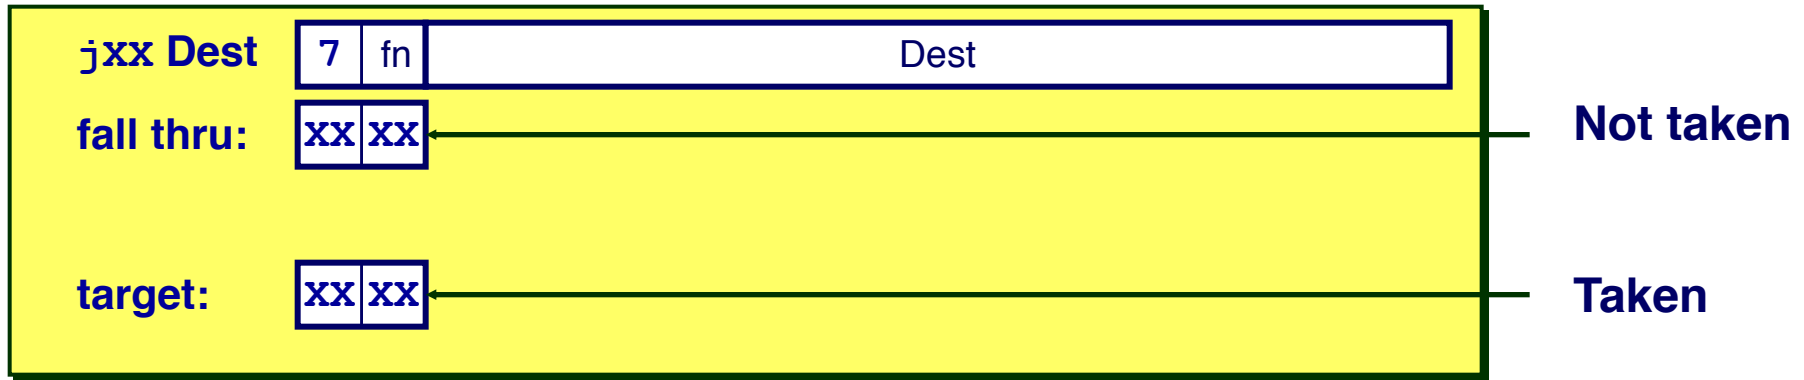 jXX Dest 7 fn Dest
fall thru: XX XX Not taken
target: XX XX Taken